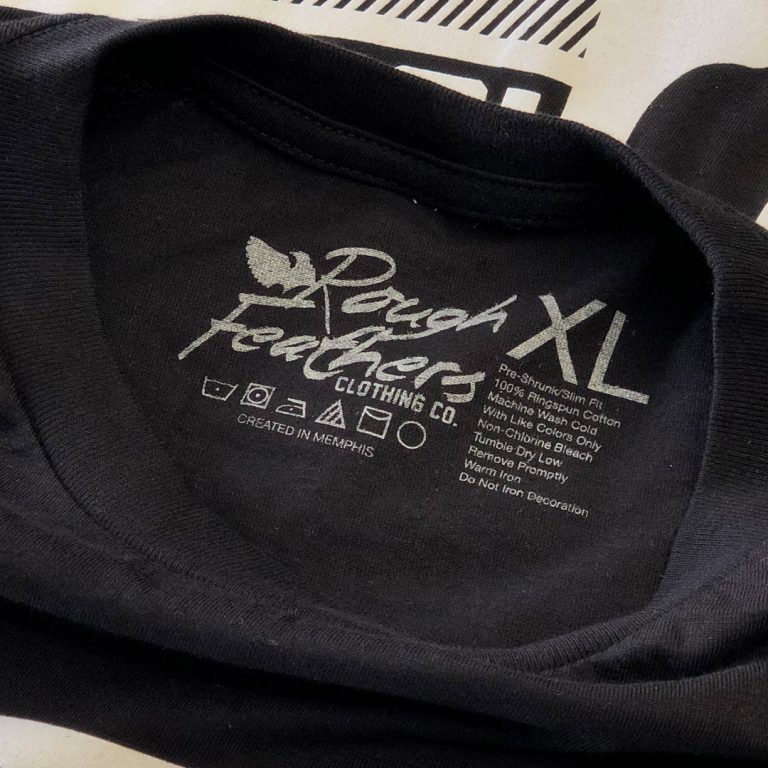 Rough
Feathers
CLOTHING CO.
CREATED IN MEMPHIS
XL
Pre-Shrunk/Slim Fit
100% Ringspun Cotton
Machine Wash Cold
With Like Colors Only
Non-Chlorine Bleach
Tumble Dry Low
Remove Promptly
Warm Iron
Do Not Iron Decoration